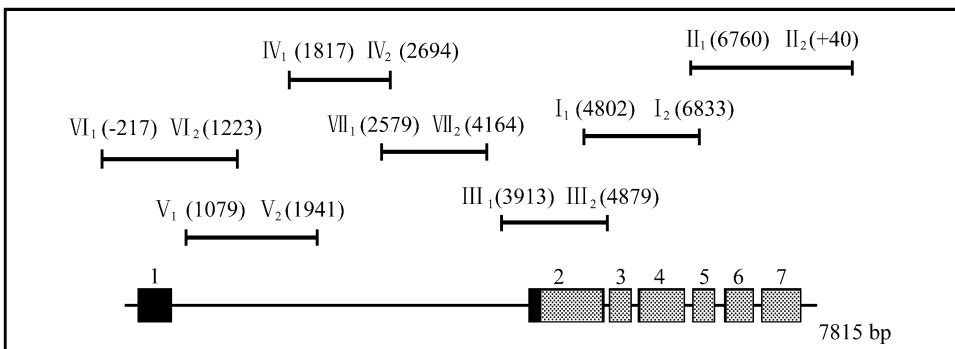 Ⅳ₁ (1817) Ⅳ₂ (2694)
Ⅱ₁ (6760) Ⅱ₂ (+40)
Ⅵ₁ (-217) Ⅵ₂ (1223)
Ⅶ₁ (2579) Ⅶ₂ (4164)
Ⅰ₁ (4802) Ⅰ₂ (6833)
Ⅴ₁ (1079) Ⅴ₂ (1941)
Ⅲ₁ (3913) Ⅲ₂ (4879)
1 2 3 4 5 6 7
7815 bp